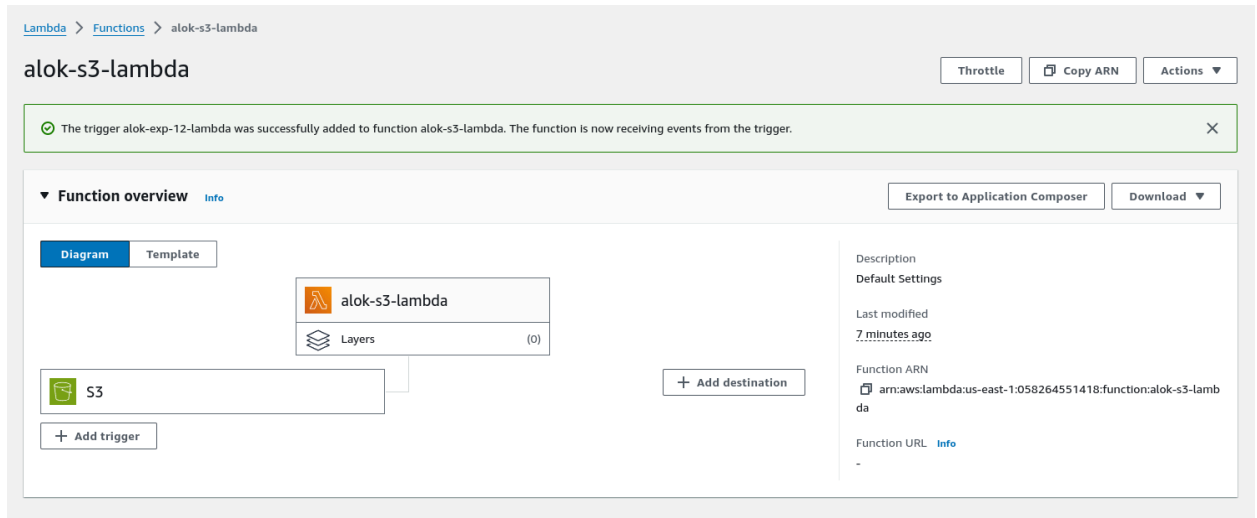 Lambda > Functions > alok-s3-lambda
alok-s3-lambda
Throttle
Copy ARN
Actions
The trigger alok-exp-12-lambda was successfully added to function alok-s3-lambda. The function is now receiving events from the trigger.
Function overview Info
Export to Application Composer
Download
Diagram
Template
alok-s3-lambda
Layers (0)
S3
+ Add trigger
+ Add destination
Description
Default Settings
Last modified
7 minutes ago
Function ARN
arn:aws:lambda:us-east-1:058264551418:function:alok-s3-lamb
da
Function URL Info
-